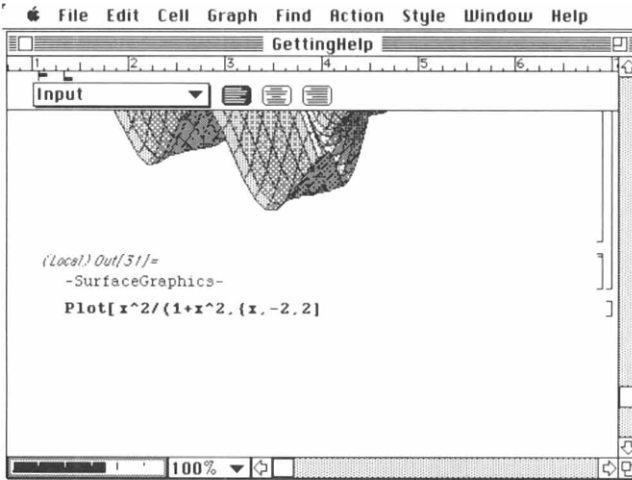 File Edit Cell Graph Find Action Style Window Help
GettingHelp
1 2 3 4 5 6
Input
(Local) Out[31]=
-SurfaceGraphics-
Plot[x^2/(1+x^2,{x,-2,2]
100%